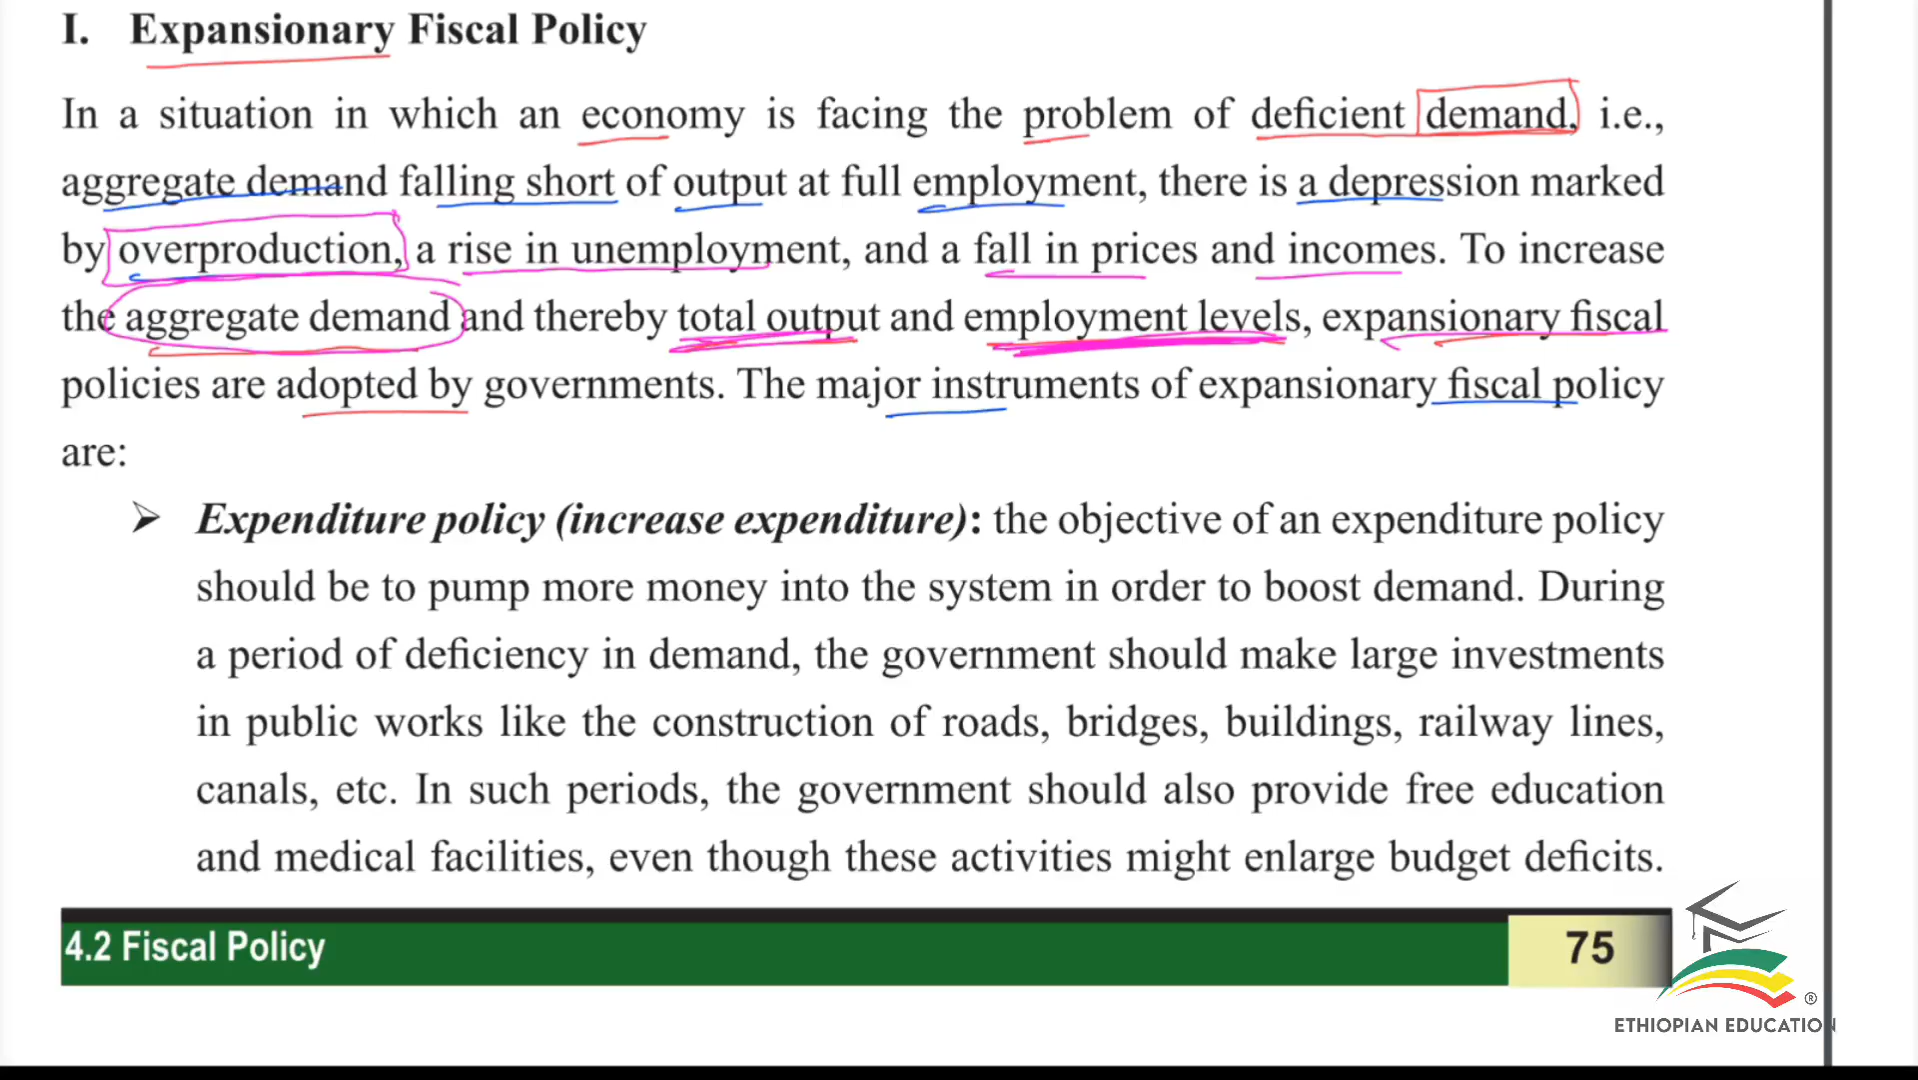 I. Expansionary Fiscal Policy
In a situation in which an economy is facing the problem of deficient demand, i.e.,
aggregate demand falling short of output at full employment, there is a depression marked
by overproduction, a rise in unemployment, and a fall in prices and incomes. To increase
the aggregate demand and thereby total output and employment levels, expansionary fiscal
policies are adopted by governments. The major instruments of expansionary fiscal policy
are:
➢ Expenditure policy (increase expenditure): the objective of an expenditure policy
should be to pump more money into the system in order to boost demand. During
a period of deficiency in demand, the government should make large investments
in public works like the construction of roads, bridges, buildings, railway lines,
canals, etc. In such periods, the government should also provide free education
and medical facilities, even though these activities might enlarge budget deficits.
4.2 Fiscal Policy 75
®
ETHIOPIAN EDUCATION